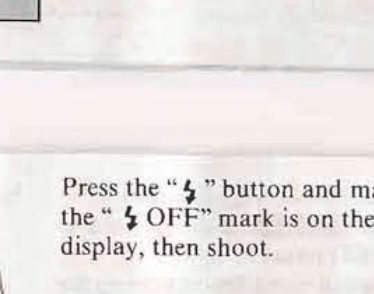 Press the “⚡” button and ma
the “ ⚡ OFF” mark is on the
display, then shoot.